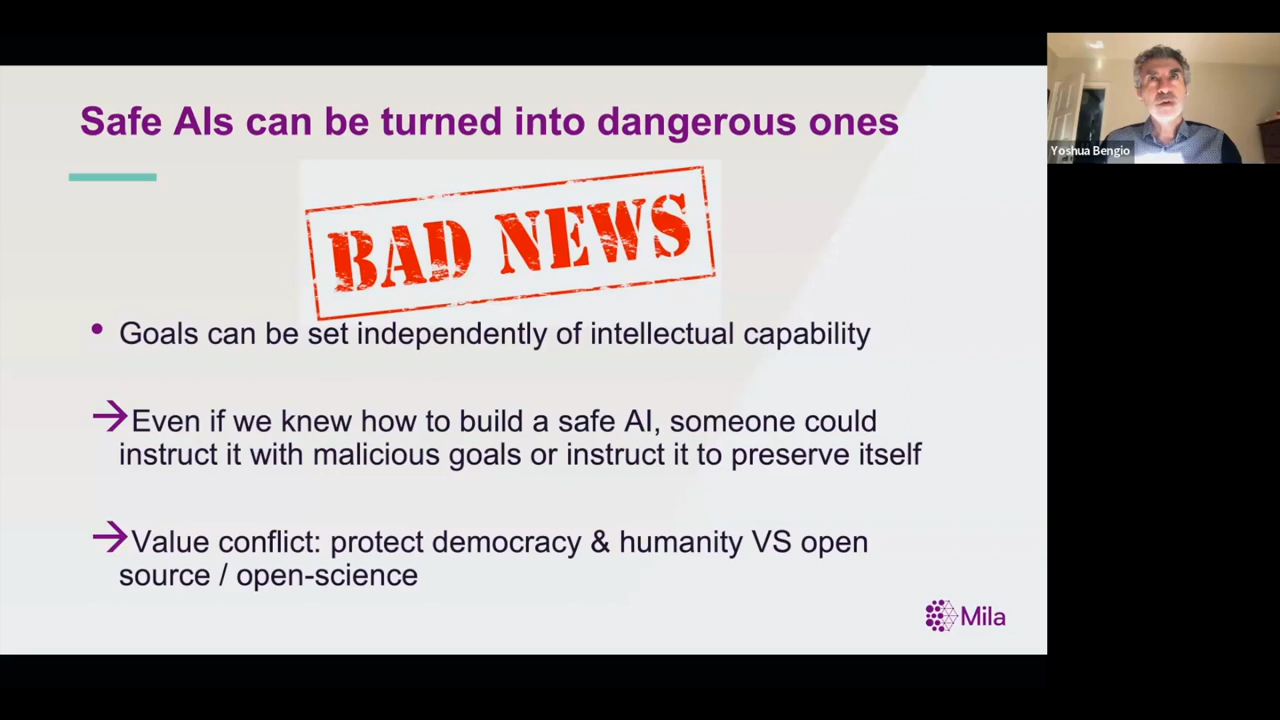 Safe AIs can be turned into dangerous ones
BAD NEWS
• Goals can be set independently of intellectual capability
→Even if we knew how to build a safe AI, someone could
instruct it with malicious goals or instruct it to preserve itself
→Value conflict: protect democracy & humanity VS open
source / open-science
Mila
Yoshua Bengio